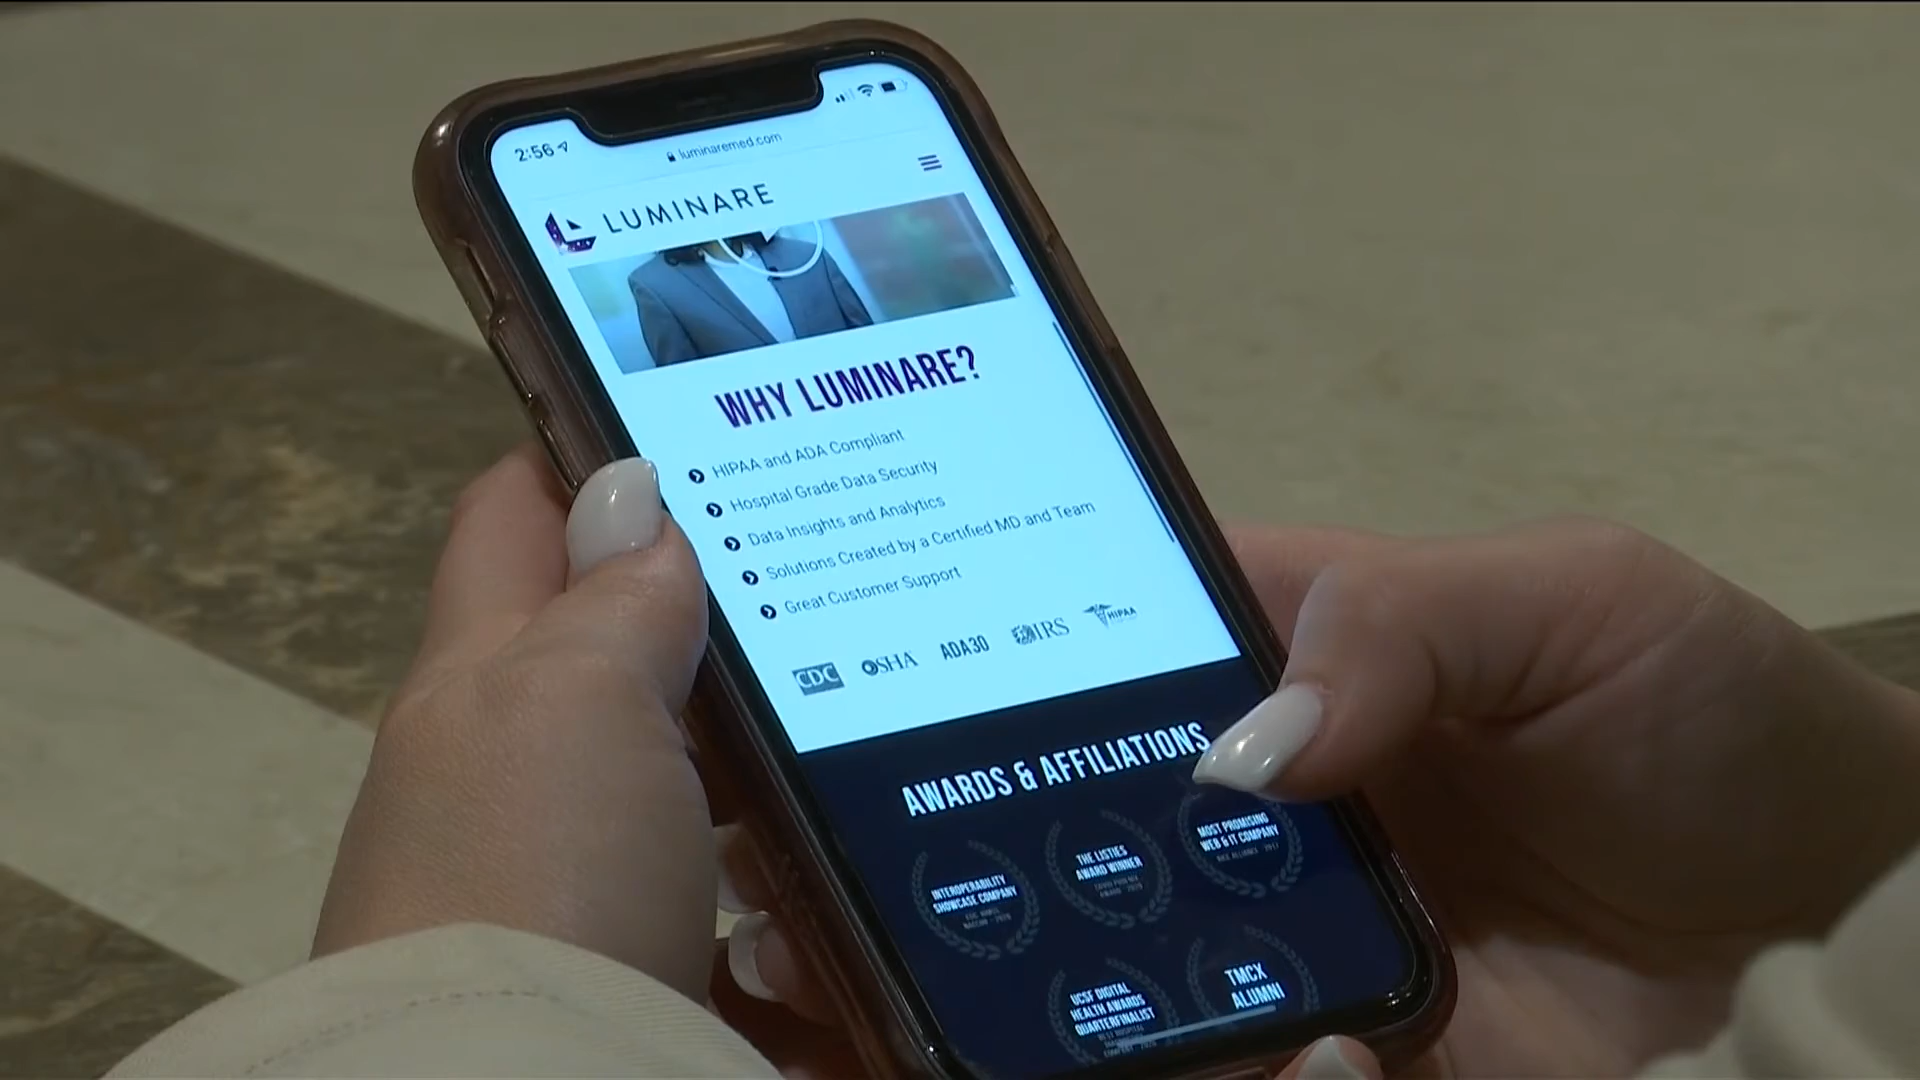 2:56
luminaremed.com
LUMINARE
WHY LUMINARE?
HIPAA and ADA Compliant
Hospital Grade Data Security
Data Insights and Analytics
Solutions Created by a Certified MD and Team
Great Customer Support
CDC OSHA ADA30 IRS HIPAA
AWARDS & AFFILIATIONS
INTEROPERABILITY
SHOWCASE COMPANY
THE LISTIES
AWARD WINNER
MOST PROMISING
WEB & IT COMPANY
UCSF DIGITAL
HEALTH AWARDS
QUARTERFINALIST
TMCX
ALUMNI